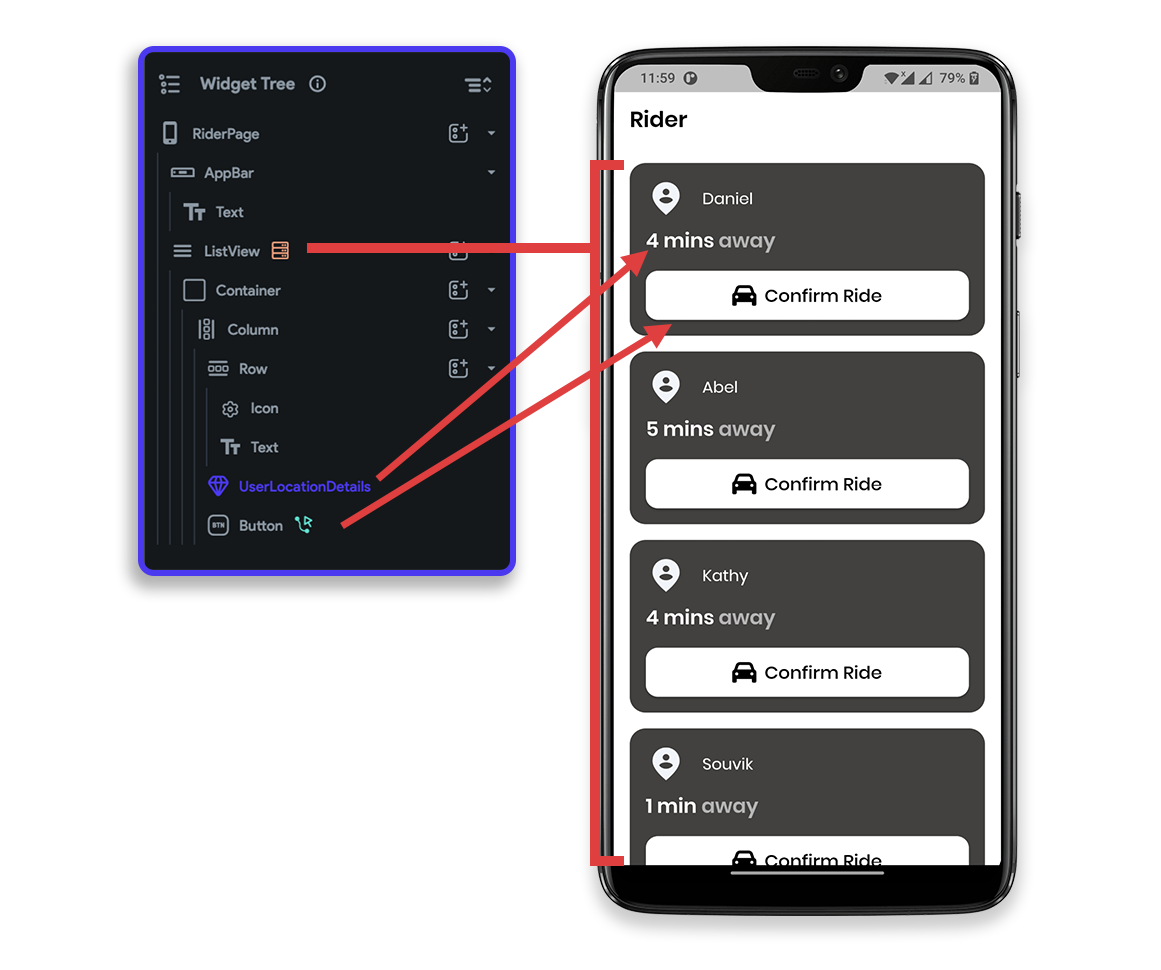 Widget Tree
RiderPage
AppBar
Text
ListView
Container
Column
Row
Icon
Text
UserLocationDetails
BTN Button
11:59 79%
Rider
Daniel
4 mins away
Confirm Ride
Abel
5 mins away
Confirm Ride
Kathy
4 mins away
Confirm Ride
Souvik
1 min away
Confirm Ride